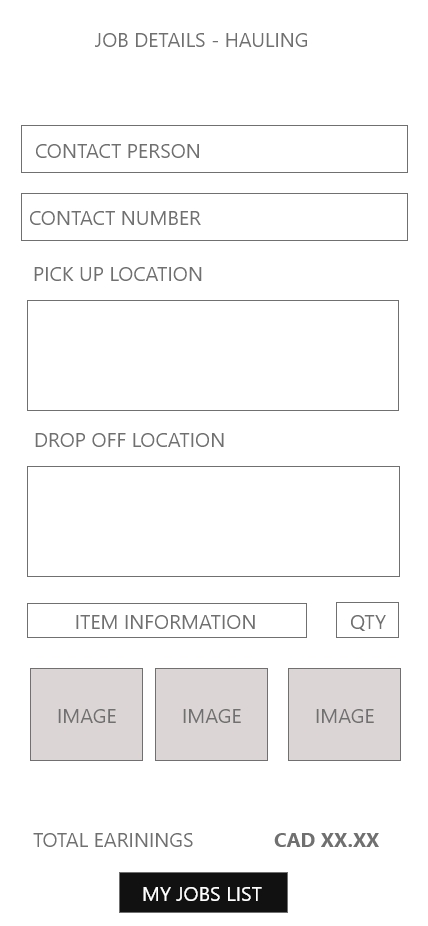 JOB DETAILS - HAULING
CONTACT PERSON
CONTACT NUMBER
PICK UP LOCATION
DROP OFF LOCATION
ITEM INFORMATION QTY
IMAGE IMAGE IMAGE
TOTAL EARININGS CAD XX.XX
MY JOBS LIST